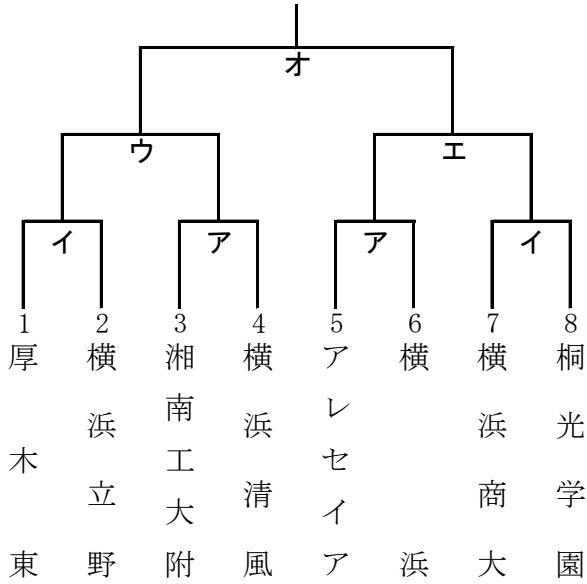 オ
ウ
エ
イ
ア
ア
イ
1
2
3
4
5
6
7
8
厚木東
横浜立野
湘南工大附
横浜清風
アレセイア
横浜
横浜商大
桐光学園